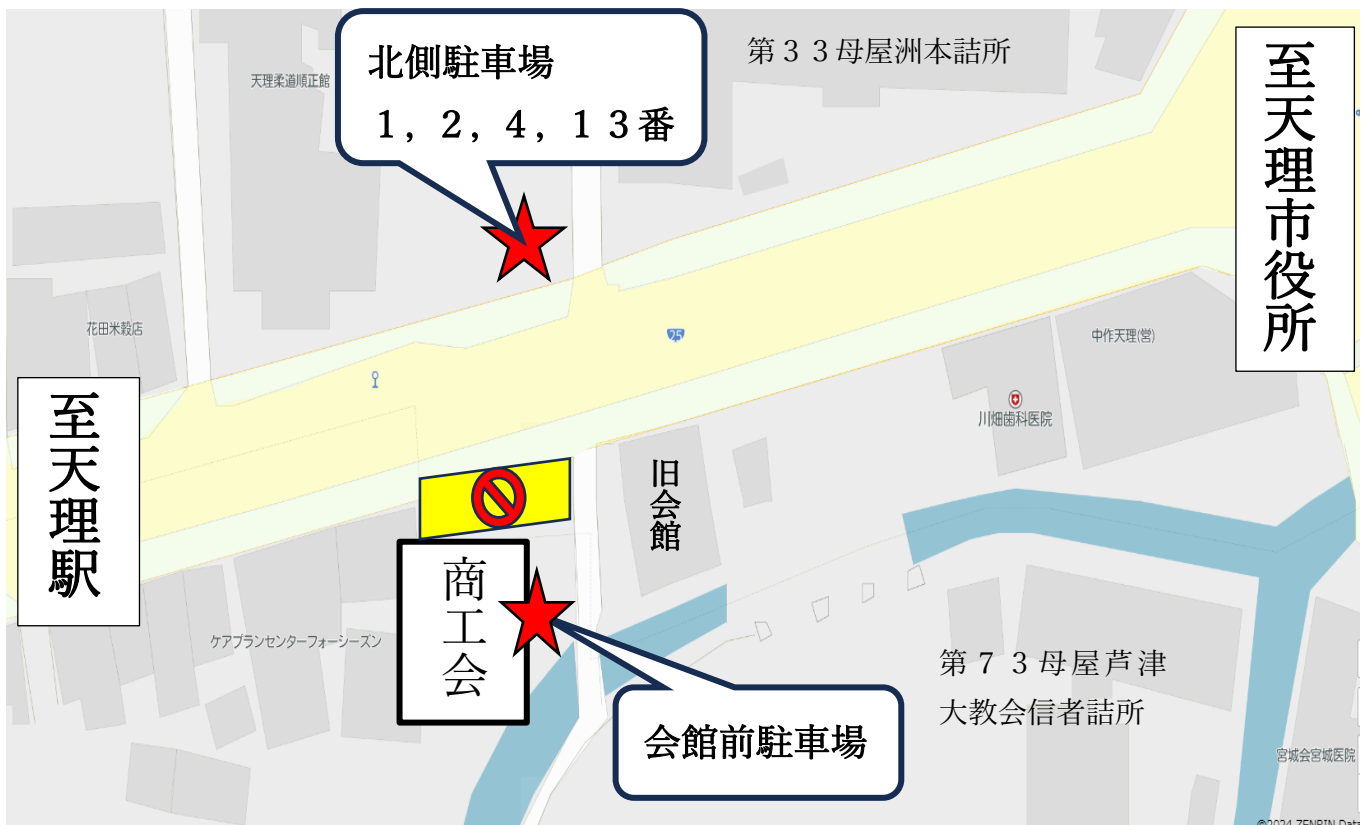 北側駐車場
１，２，４，１３番
第３３母屋洲本詰所
至天理市役所
天理柔道順正館
花田米穀店
25
中作天理(営)
川畑歯科医院
至天理駅
旧会館
商工会
ケアプランセンターフォーシーズン
第７３母屋芦津
大教会信者詰所
会館前駐車場
宮城会宮城医院
©2024 ZENRIN Data